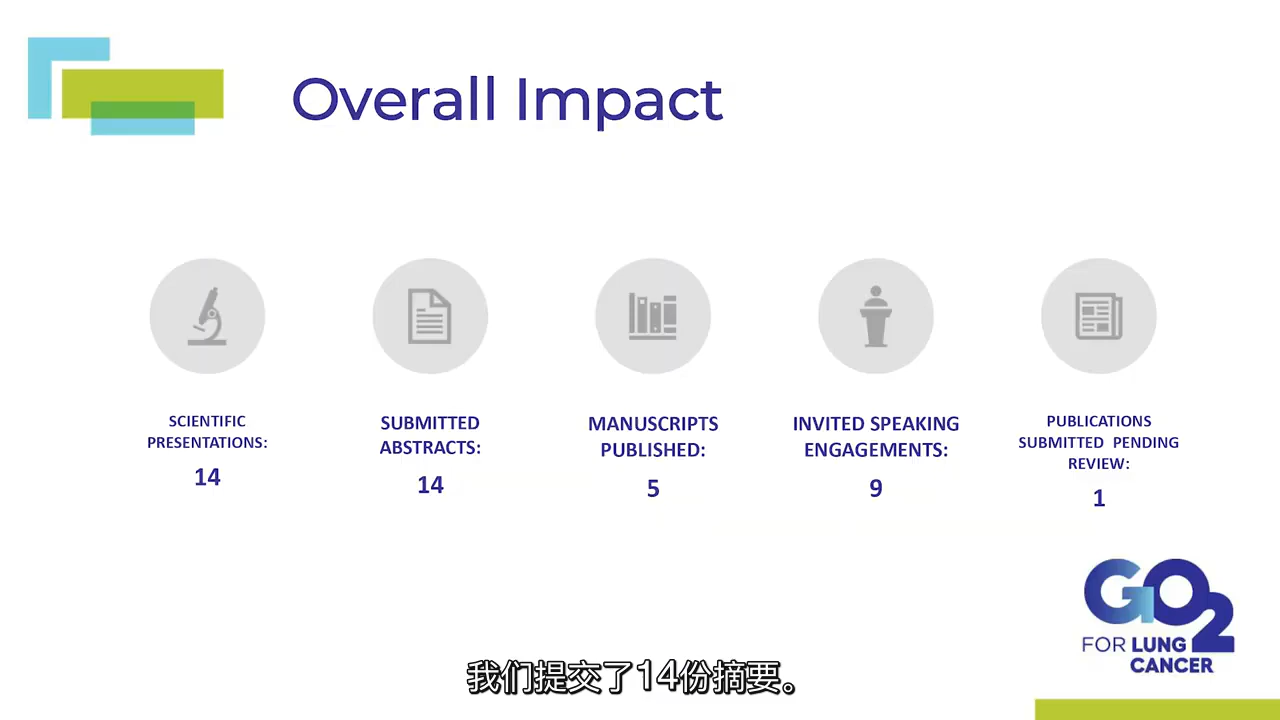 Overall Impact
SCIENTIFIC
PRESENTATIONS:
14
SUBMITTED
ABSTRACTS:
14
MANUSCRIPTS
PUBLISHED:
5
INVITED SPEAKING
ENGAGEMENTS:
9
PUBLICATIONS
SUBMITTED PENDING
REVIEW:
1
GO2
FOR LUNG
CANCER
我们提交了14份摘要。